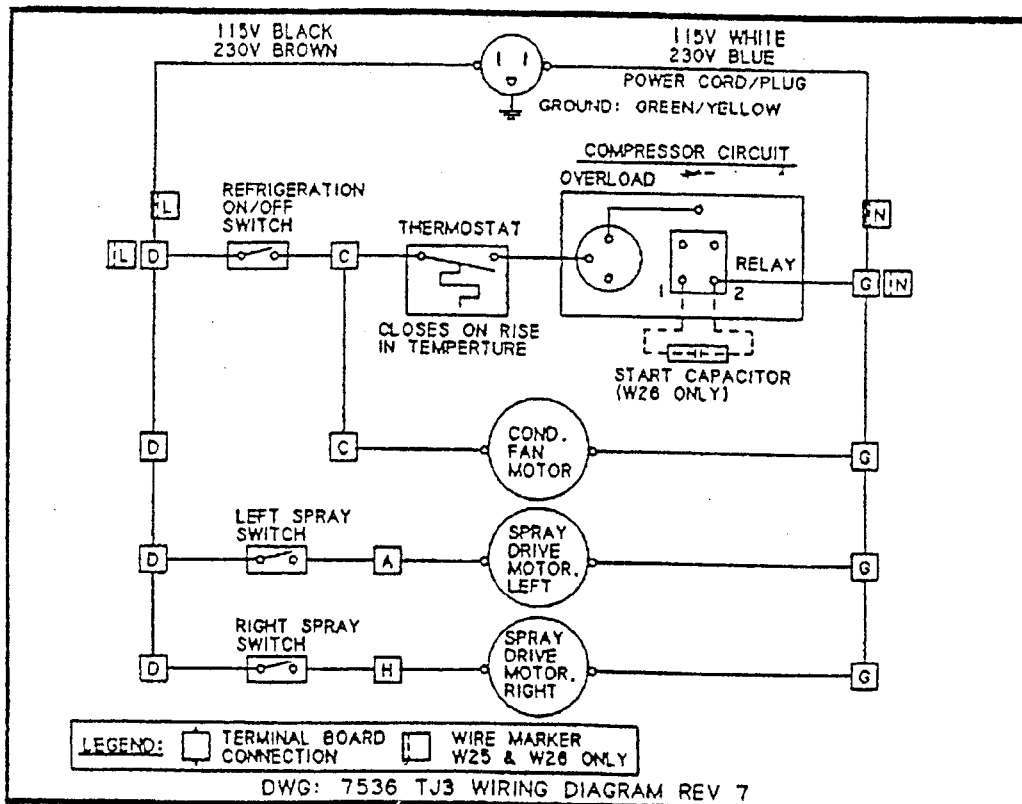 115V BLACK
230V BROWN
115V WHITE
230V BLUE
POWER CORD/PLUG
GROUND: GREEN/YELLOW
COMPRESSOR CIRCUIT
OVERLOAD
L
N
REFRIGERATION
ON/OFF
SWITCH
THERMOSTAT
RELAY
IL
D
C
1
2
G
IN
CLOSES ON RISE
IN TEMPERTURE
START CAPACITOR
(W26 ONLY)
D
C
COND.
FAN
MOTOR
G
LEFT SPRAY
SWITCH
D
A
SPRAY
DRIVE
MOTOR,
LEFT
G
RIGHT SPRAY
SWITCH
D
H
SPRAY
DRIVE
MOTOR,
RIGHT
G
LEGEND:
TERMINAL BOARD
CONNECTION
WIRE MARKER
W25 & W26 ONLY
DWG: 7536 TJ3 WIRING DIAGRAM REV 7